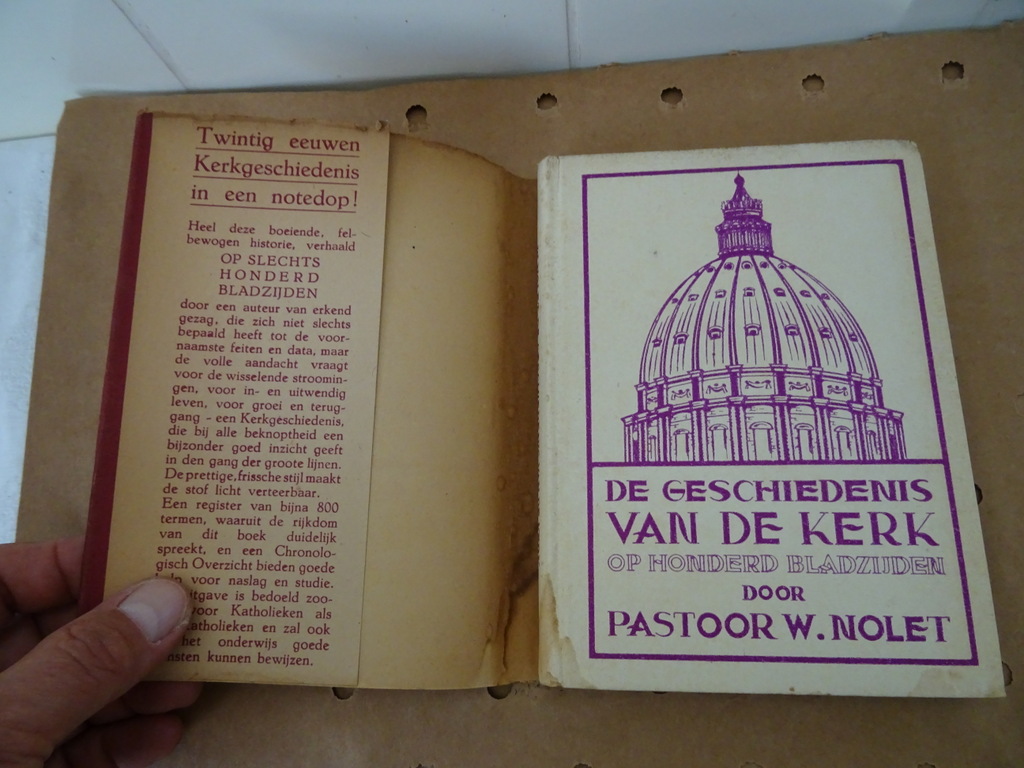 Twintig eeuwen
Kerkgeschiedenis
in een notedop!
Heel deze boeiende, fel-
bewogen historie, verhaald
OP SLECHTS
HONDERD
BLADZIJDEN
door een auteur van erkend
gezag, die zich niet slechts
bepaald heeft tot de voor-
naamste feiten en data, maar
de volle aandacht vraagt
voor de wisselende stroomin-
gen, voor in- en uitwendig
leven, voor groei en terug-
gang - een Kerkgeschiedenis,
die bij alle beknoptheid een
bijzonder goed inzicht geeft
in den gang der groote lijnen.
De prettige, frissche stijl maakt
de stof licht verteerbaar.
Een register van bijna 800
termen, waaruit de rijkdom
van dit boek duidelijk
spreekt, en een Chronolo-
gisch Overzicht bieden goede
voor naslag en studie.
is bedoeld zoo-
voor Katholieken als
en zal ook
het onderwijs goede
kunnen bewijzen.
DE GESCHIEDENIS
VAN DE KERK
OP HONDERD BLADZIJDEN
DOOR
PASTOOR W. NOLET